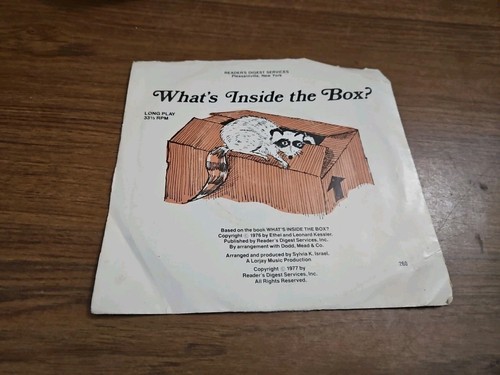 READER'S DIGEST SERVICES
Pleasantville, New York
What's Inside the Box?
LONG PLAY
33⅓ RPM
Based on the book WHAT'S INSIDE THE BOX?
Copyright © 1976 by Ethel and Leonard Kessler.
Published by Reader's Digest Services, Inc.
By arrangement with Dodd, Mead & Co.
Arranged and produced by Sylvia K. Israel.
A Lorjay Music Production
Copyright © 1977 by
Reader's Digest Services, Inc.
All Rights Reserved.